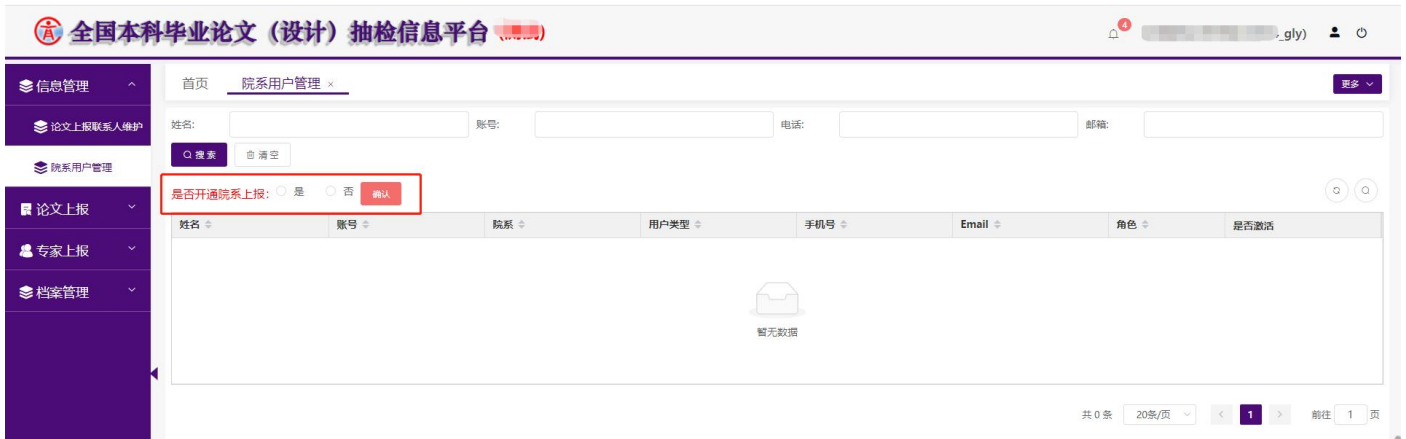 全国本科毕业论文（设计）抽检信息平台
4
_gly)
信息管理
首页 院系用户管理 ×
更多
论文上报联系人维护
姓名: 账号: 电话: 邮箱:
搜索 清空
院系用户管理
是否开通院系上报: 是 否 确认
论文上报
姓名 账号 院系 用户类型 手机号 Email 角色 是否激活
专家上报
档案管理
暂无数据
共 0 条 20条/页 1 前往 1 页